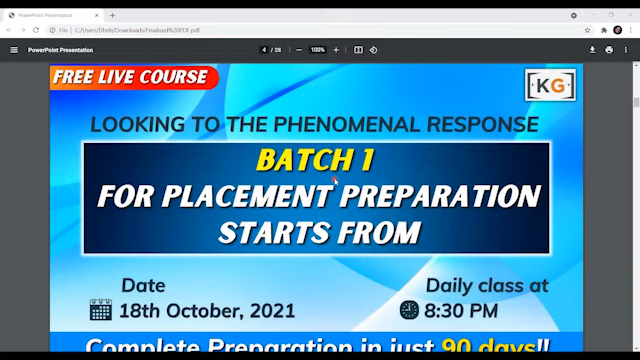 PowerPoint Presentation
File
C:/Users/Dhriti/Downloads/Finalised%20PDF.pdf
PowerPoint Presentation
4 / 28
100%
FREE LIVE COURSE
KG
LOOKING TO THE PHENOMENAL RESPONSE
BATCH 1
FOR PLACEMENT PREPARATION
STARTS FROM
Date
18th October, 2021
Daily class at
8:30 PM
Complete Preparation in just 90 days!!